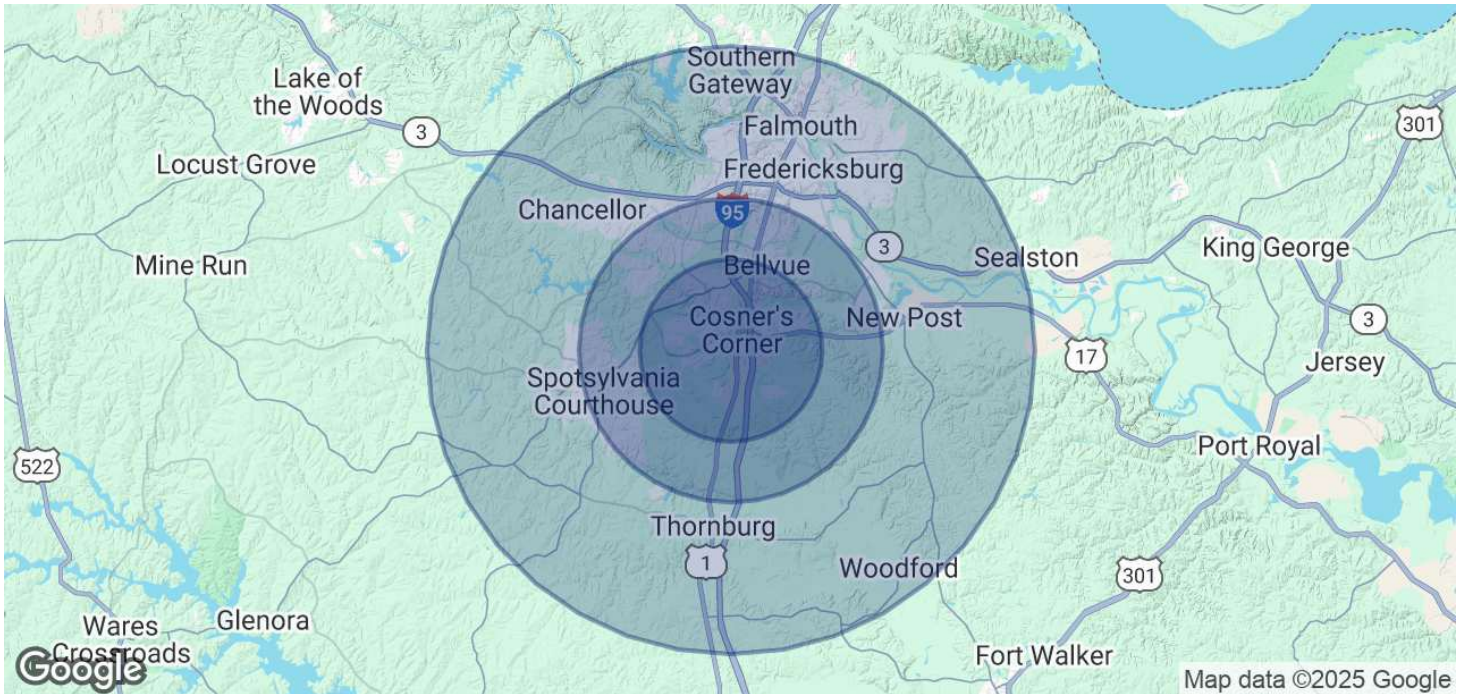 Southern
Gateway
Lake of
the Woods
Falmouth
301
3
Locust Grove
Fredericksburg
Chancellor
95
3
Sealston
King George
Mine Run
Bellvue
Cosner's
Corner
New Post
3
17
Jersey
Spotsylvania
Courthouse
Port Royal
522
Thornburg
1
Woodford
301
Glenora
Wares
Crossroads
Fort Walker
Google
Map data ©2025 Google